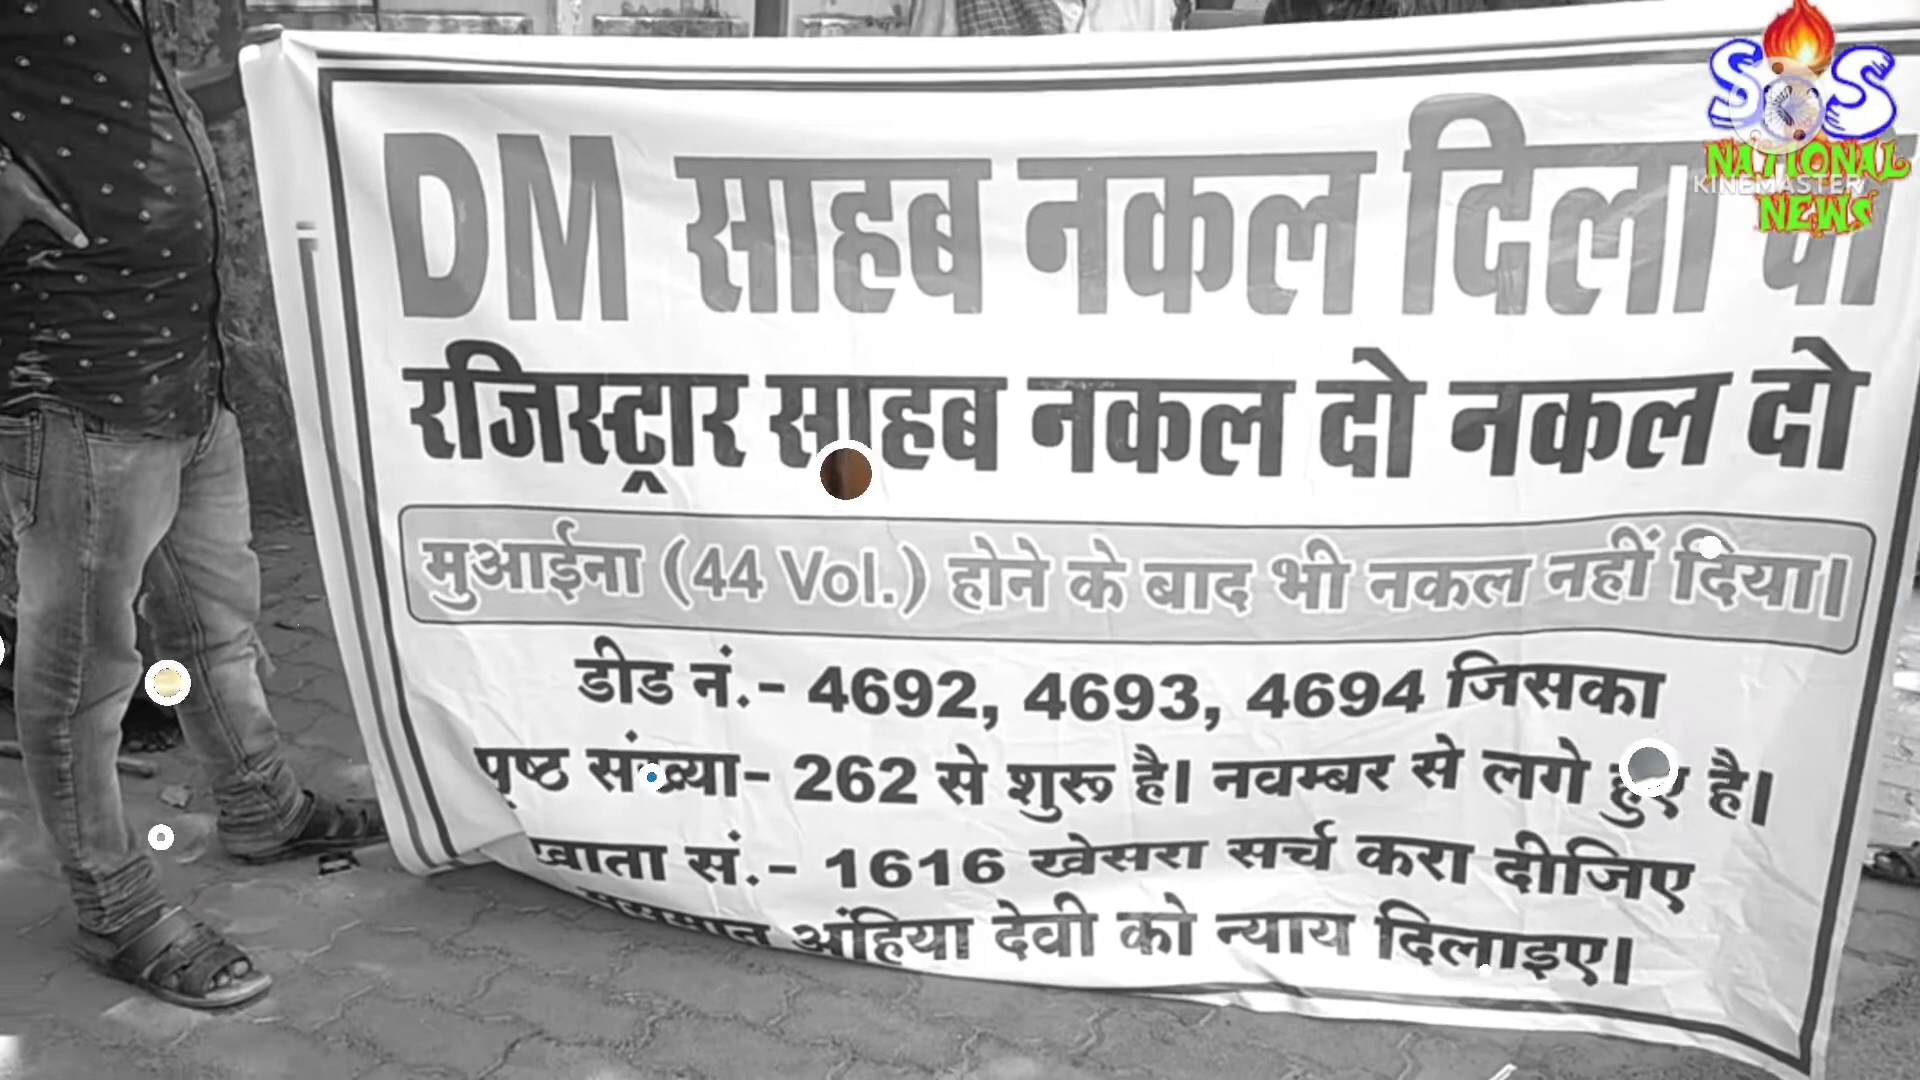 SOS
NATIONAL
NEWS
KINEMASTER
DM साहब नकल दिला दो
रजिस्ट्रार साहब नकल दो नकल दो
मुआईना (44 Vol.) होने के बाद भी नकल नहीं दिया।
डीड नं.- 4692, 4693, 4694 जिसका
पृष्ठ संख्या- 262 से शुरू है। नवम्बर से लगे हुए है।
खाता सं.- 1616 खेसरा सर्च करा दीजिए
अंहिया देवी को न्याय दिलाइए।